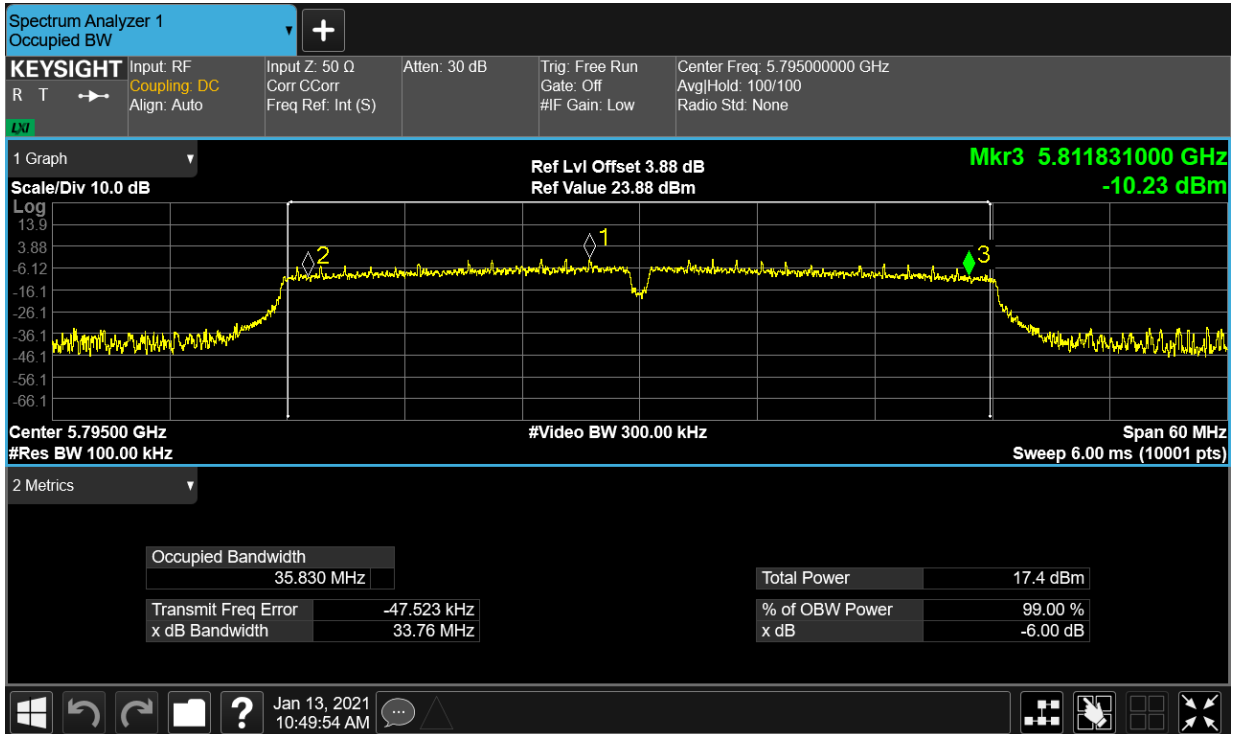 Spectrum Analyzer 1
Occupied BW
KEYSIGHT
R T
LXI
Input: RF
Coupling: DC
Align: Auto
Input Z: 50 Ω
Corr CCorr
Freq Ref: Int (S)
Atten: 30 dB
Trig: Free Run
Gate: Off
#IF Gain: Low
Center Freq: 5.795000000 GHz
Avg|Hold: 100/100
Radio Std: None
1 Graph
Scale/Div 10.0 dB
Ref Lvl Offset 3.88 dB
Ref Value 23.88 dBm
Mkr3 5.811831000 GHz
-10.23 dBm
Log
13.9
3.88
-6.12
-16.1
-26.1
-36.1
-46.1
-56.1
-66.1
2
1
3
Center 5.79500 GHz
#Res BW 100.00 kHz
#Video BW 300.00 kHz
Span 60 MHz
Sweep 6.00 ms (10001 pts)
2 Metrics
Occupied Bandwidth
35.830 MHz
Transmit Freq Error -47.523 kHz
x dB Bandwidth 33.76 MHz
Total Power 17.4 dBm
% of OBW Power 99.00 %
x dB -6.00 dB
?
Jan 13, 2021
10:49:54 AM